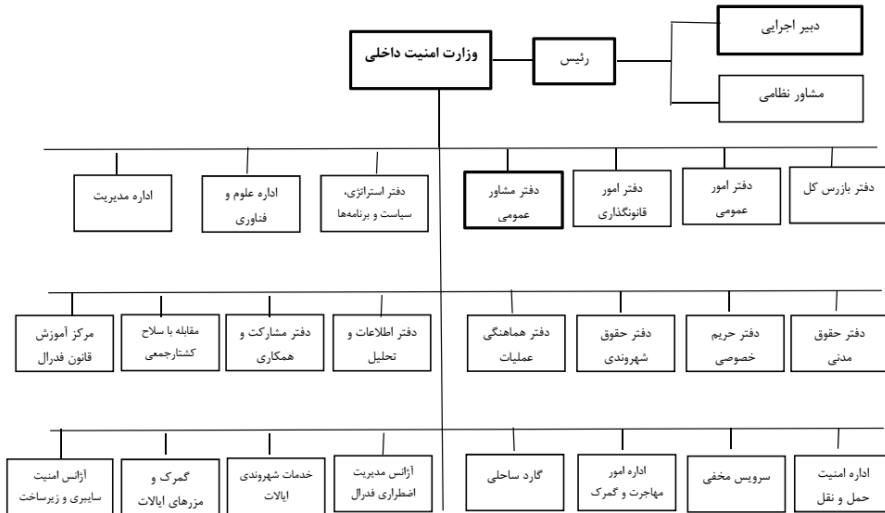 دبیر اجرایی
وزارت امنیت داخلی
رئیس
مشاور نظامی
دفتر بازرس کل
دفتر امور
عمومی
دفتر امور
قانونگذاری
دفتر مشاور
عمومی
دفتر استراتژی،
سیاست و برنامه‌ها
اداره علوم و
فناوری
اداره مدیریت
دفتر حقوق
مدنی
دفتر حریم
خصوصی
دفتر حقوق
شهروندی
دفتر هماهنگی
عملیات
دفتر اطلاعات و
تحلیل
دفتر مشارکت و
همکاری
مقابله با سلاح
کشتارجمعی
مرکز آموزش
قانون فدرال
اداره امنیت
حمل و نقل
سرویس مخفی
اداره امور
مهاجرت و گمرک
گارد ساحلی
آژانس مدیریت
اضطراری فدرال
خدمات شهروندی
ایالات
گمرک و
مزرهای ایالات
آژانس امنیت
سایبری و زیرساخت